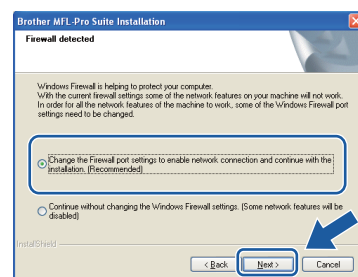 Brother MFL-Pro Suite Installation
Firewall detected
Windows Firewall is helping to protect your computer.
With the current firewall settings some of the network features on your machine will not work.
In order for all the network features of the machine to work, some of the Windows Firewall port
settings need to be changed.
Change the Firewall port settings to enable network connection and continue with the
installation. (Recommended)
Continue without changing the Windows Firewall settings. (Some network features will be
disabled)
InstallShield
< Back
Next >
Cancel